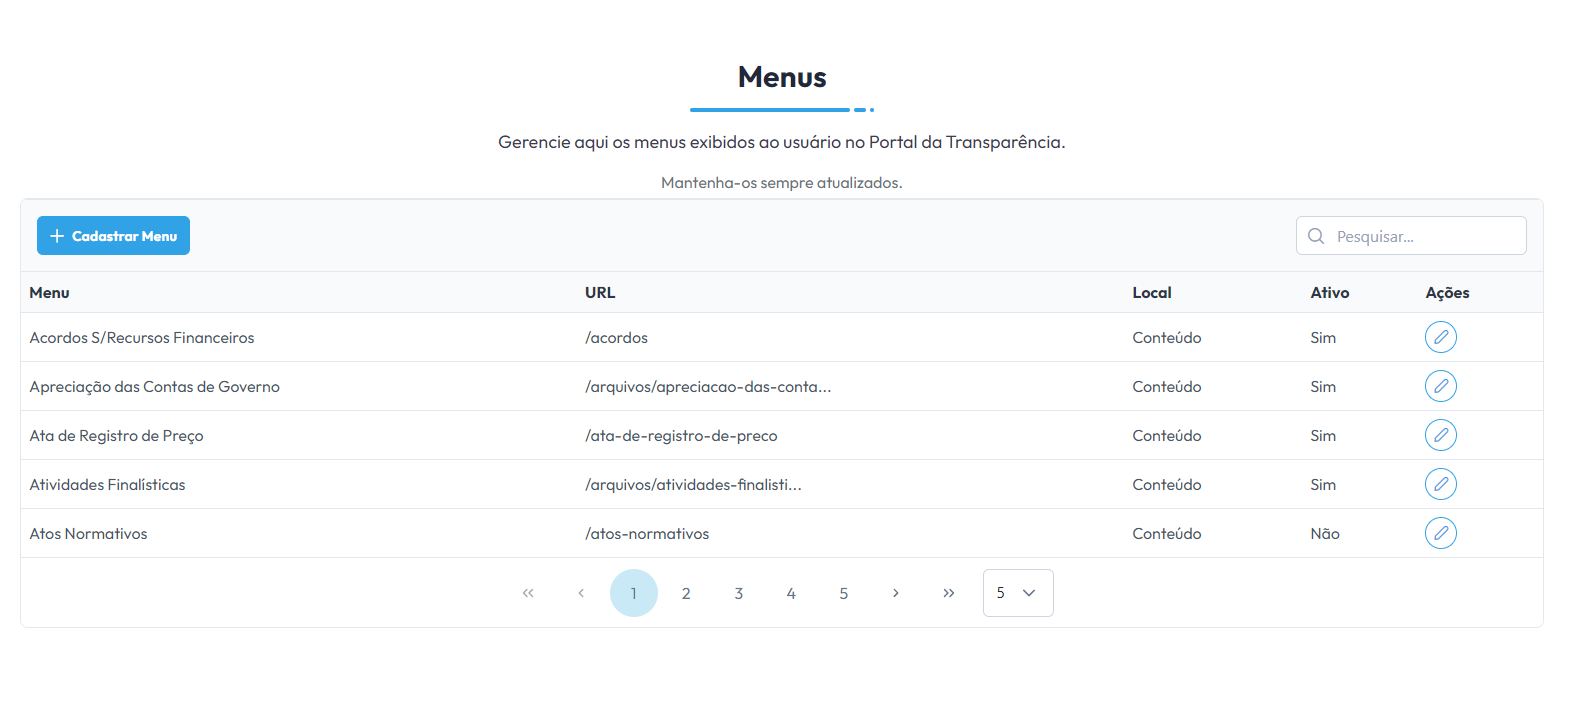 Menus
Gerencie aqui os menus exibidos ao usuário no Portal da Transparência.
Mantenha-os sempre atualizados.
+ Cadastrar Menu
Pesquisar...
Menu URL Local Ativo Ações
Acordos S/Recursos Financeiros /acordos Conteúdo Sim
Apreciação das Contas de Governo /arquivos/apreciacao-das-conta... Conteúdo Sim
Ata de Registro de Preço /ata-de-registro-de-preco Conteúdo Sim
Atividades Finalísticas /arquivos/atividades-finalisti... Conteúdo Sim
Atos Normativos /atos-normativos Conteúdo Não
« ‹ 1 2 3 4 5 › » 5